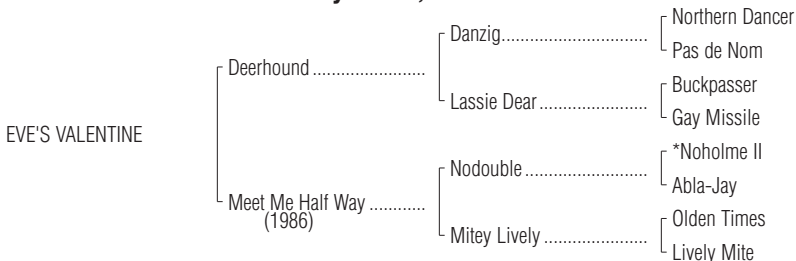 Northern Dancer
Danzig..................................
Pas de Nom
Deerhound .......................
Buckpasser
Lassie Dear .........................
Gay Missile
EVE'S VALENTINE
*Noholme II
Nodouble ............................
Abla-Jay
Meet Me Half Way ............
(1986)
Olden Times
Mitey Lively ........................
Lively Mite